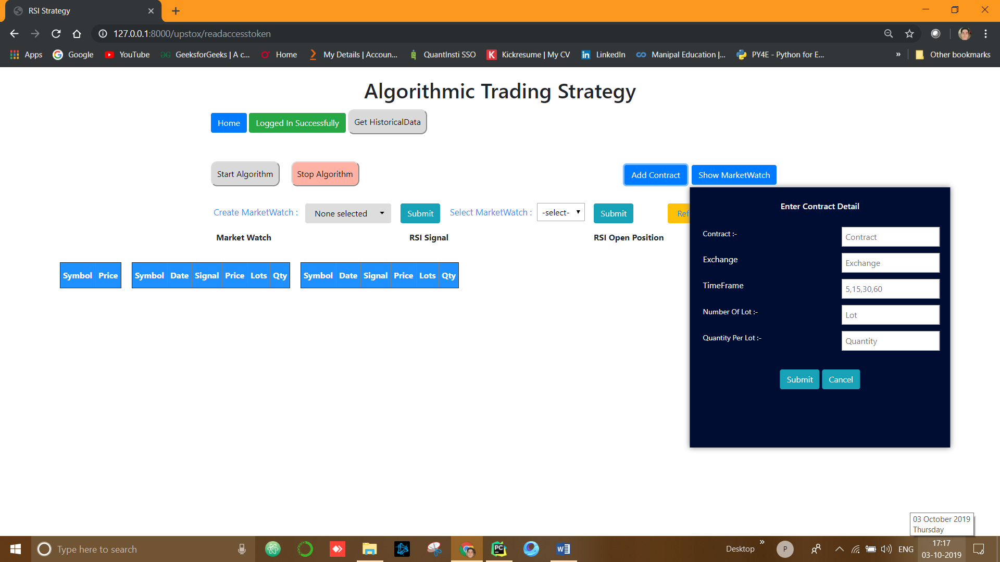 RSI Strategy
127.0.0.1:8000/upstox/readaccesstoken
Apps Google YouTube GeeksforGeeks | A c... Home My Details | Accoun... QuantInsti SSO Kickresume | My CV LinkedIn Manipal Education |... PY4E - Python for E... » Other bookmarks
Algorithmic Trading Strategy
Home Logged In Successfully Get HistoricalData
Start Algorithm Stop Algorithm Add Contract Show MarketWatch
Create MarketWatch : None selected Submit Select MarketWatch : -select- Submit Ref
Market Watch RSI Signal RSI Open Position
Symbol Price Symbol Date Signal Price Lots Qty Symbol Date Signal Price Lots Qty
Enter Contract Detail
Contract :- Contract
Exchange Exchange
TimeFrame 5,15,30,60
Number Of Lot :- Lot
Quantity Per Lot :- Quantity
Submit Cancel
03 October 2019
Thursday
Type here to search
PC
W
Desktop » P ENG
17:17
03-10-2019